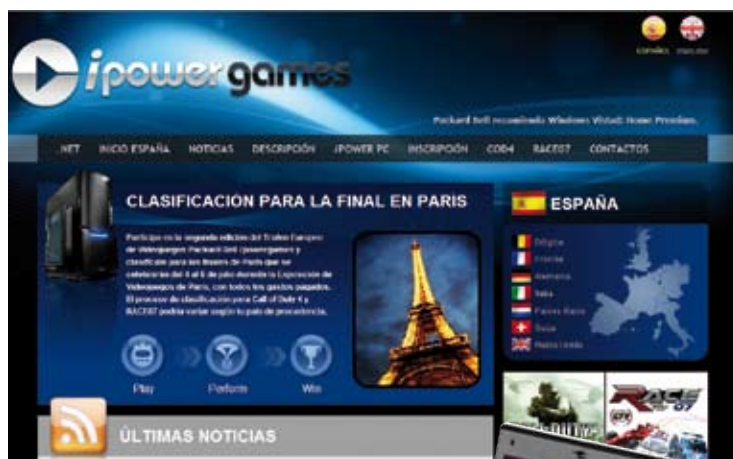 ESPAÑOL
ipowergames
Packard Bell recomienda Windows Vista® Home Premium.
.NET INICIO ESPAÑA NOTICIAS DESCRIPCIÓN IPOWER PC INSCRIPCIÓN COD4 RACE07 CONTACTOS
CLASIFICACIÓN PARA LA FINAL EN PARIS
Participa en la segunda edición del Trofeo Europeo
de Videojuegos Packard Bell ipowergames y
clasifícate para las finales de París que se
celebrarán del 4 al 6 de julio durante la Exposición de
Videojuegos de París, con todos los gastos pagados.
El proceso de clasificación para Call of Duty 4 y
RACE07 podría variar según tu país de procedencia.
Play Perform Win
ESPAÑA
Bélgica
Francia
Alemania
Italia
Países Bajos
Suiza
Reino Unido
RACE
07
ÚLTIMAS NOTICIAS